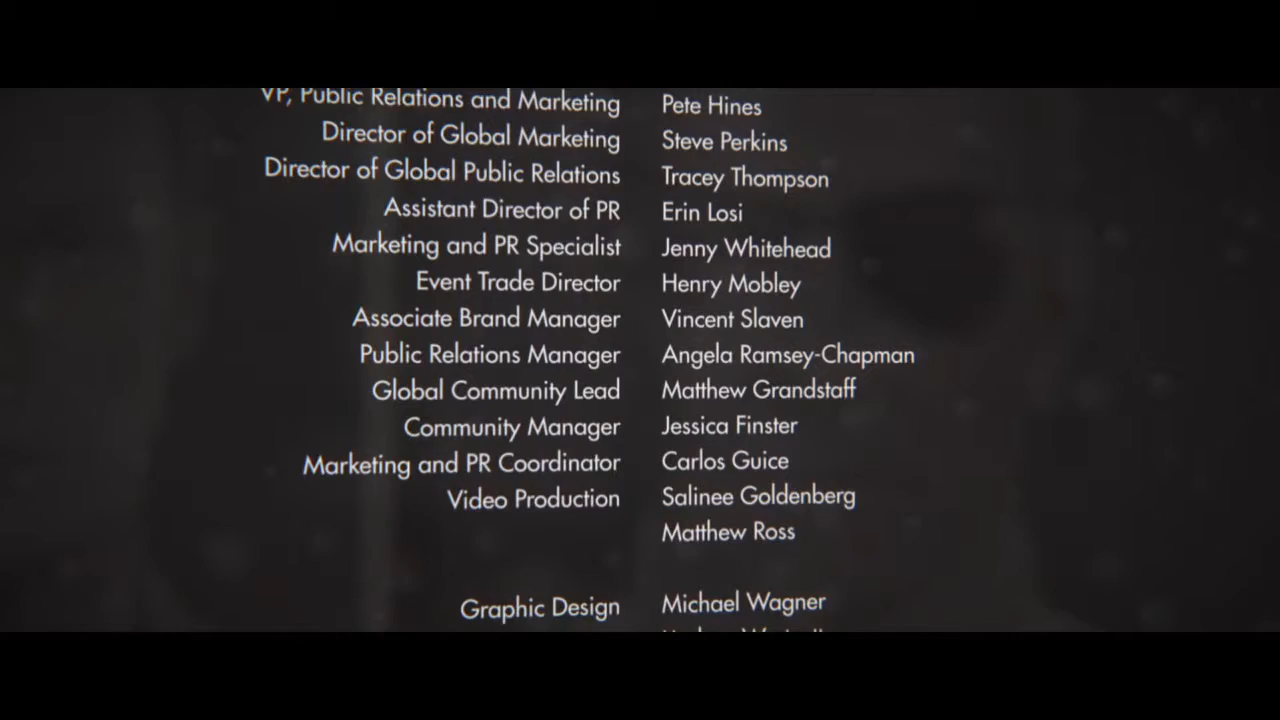 VP, Public Relations and Marketing Pete Hines
Director of Global Marketing Steve Perkins
Director of Global Public Relations Tracey Thompson
Assistant Director of PR Erin Losi
Marketing and PR Specialist Jenny Whitehead
Event Trade Director Henry Mobley
Associate Brand Manager Vincent Slaven
Public Relations Manager Angela Ramsey-Chapman
Global Community Lead Matthew Grandstaff
Community Manager Jessica Finster
Marketing and PR Coordinator Carlos Guice
Video Production Salinee Goldenberg
Matthew Ross
Graphic Design Michael Wagner